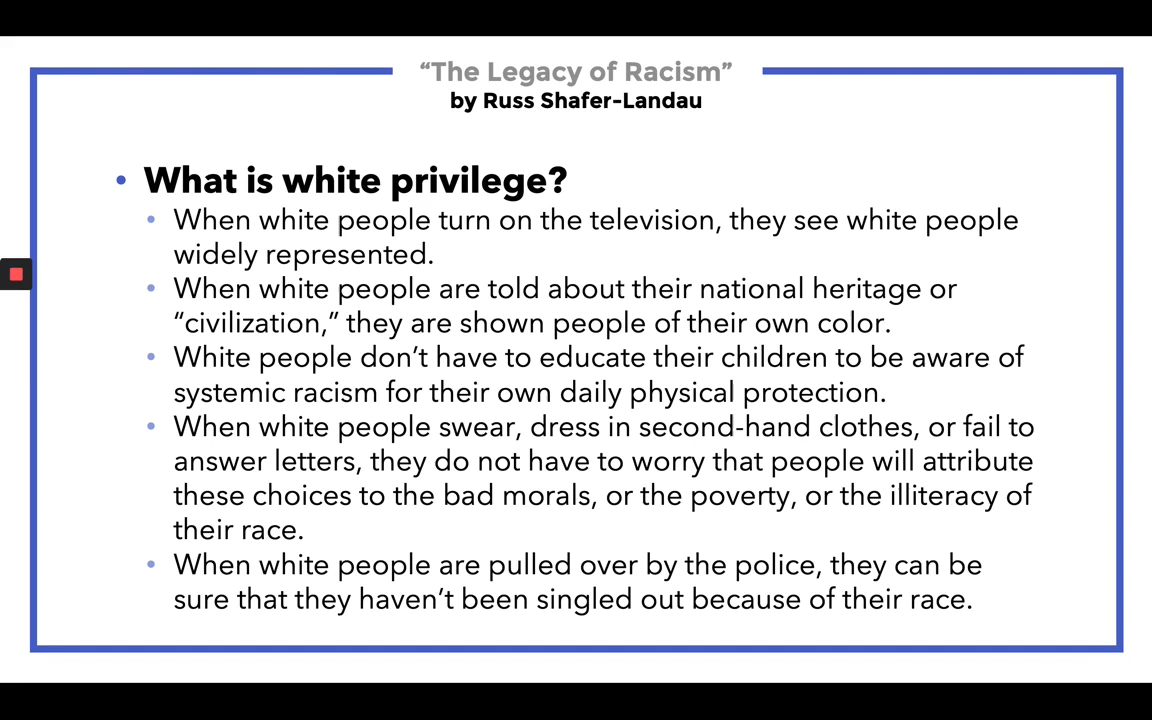 “The Legacy of Racism”
by Russ Shafer-Landau
• What is white privilege?
• When white people turn on the television, they see white people
widely represented.
• When white people are told about their national heritage or
“civilization,” they are shown people of their own color.
• White people don’t have to educate their children to be aware of
systemic racism for their own daily physical protection.
• When white people swear, dress in second-hand clothes, or fail to
answer letters, they do not have to worry that people will attribute
these choices to the bad morals, or the poverty, or the illiteracy of
their race.
• When white people are pulled over by the police, they can be
sure that they haven’t been singled out because of their race.